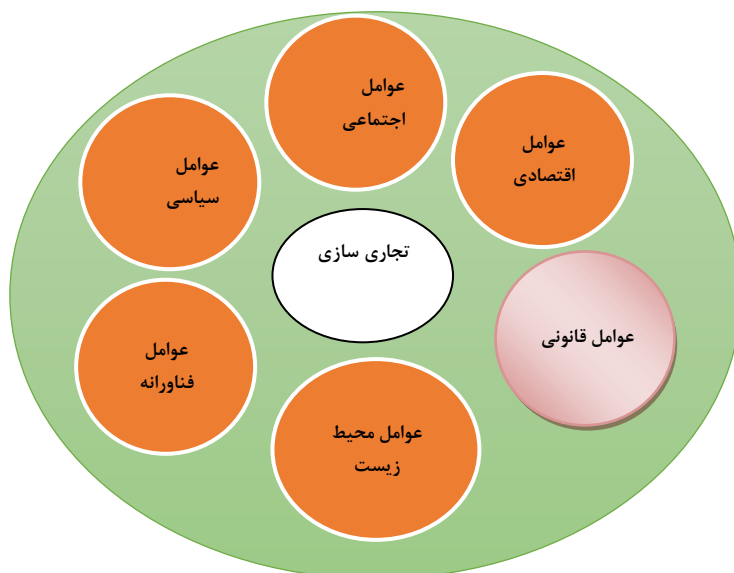 عوامل
اجتماعی
عوامل
اقتصادی
عوامل
سیاسی
تجاری سازی
عوامل قانونی
عوامل
فناورانه
عوامل محیط
زیست